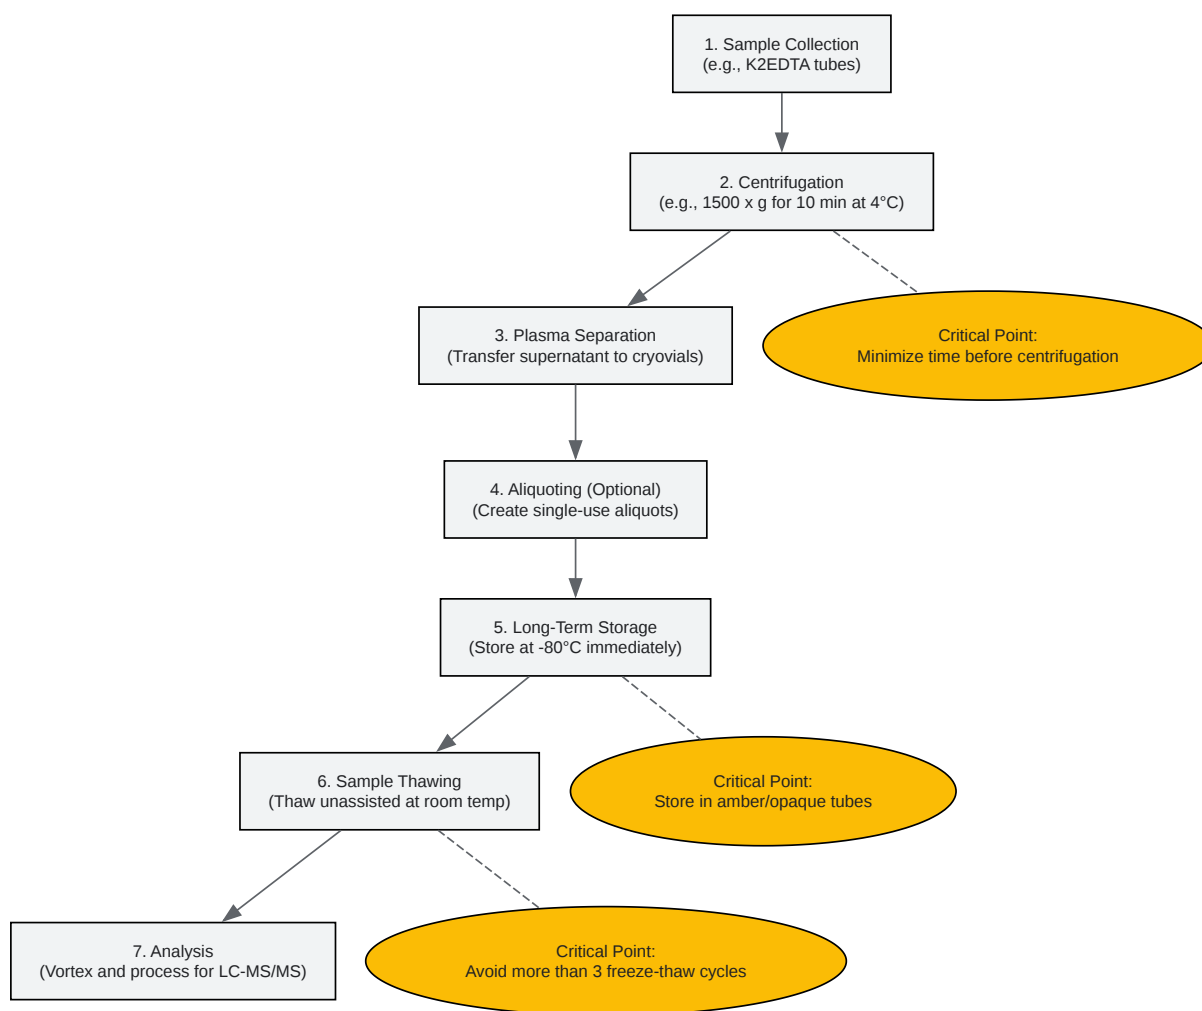 1. Sample Collection
(e.g., K2EDTA tubes)
2. Centrifugation
(e.g., 1500 x g for 10 min at 4°C)
3. Plasma Separation
(Transfer supernatant to cryovials)
Critical Point:
Minimize time before centrifugation
4. Aliquoting (Optional)
(Create single-use aliquots)
5. Long-Term Storage
(Store at -80°C immediately)
6. Sample Thawing
(Thaw unassisted at room temp)
Critical Point:
Store in amber/opaque tubes
7. Analysis
(Vortex and process for LC-MS/MS)
Critical Point:
Avoid more than 3 freeze-thaw cycles